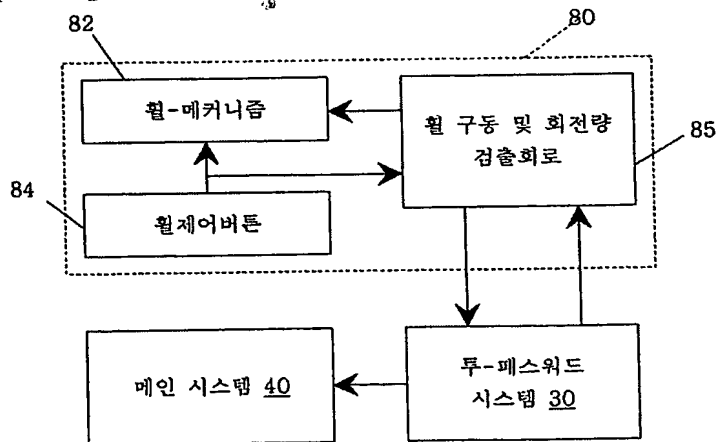 82
80
휠-메커니즘
휠 구동 및 회전량
검출회로
85
84
휠제어버튼
메인 시스템 40
투-패스워드
시스템 30